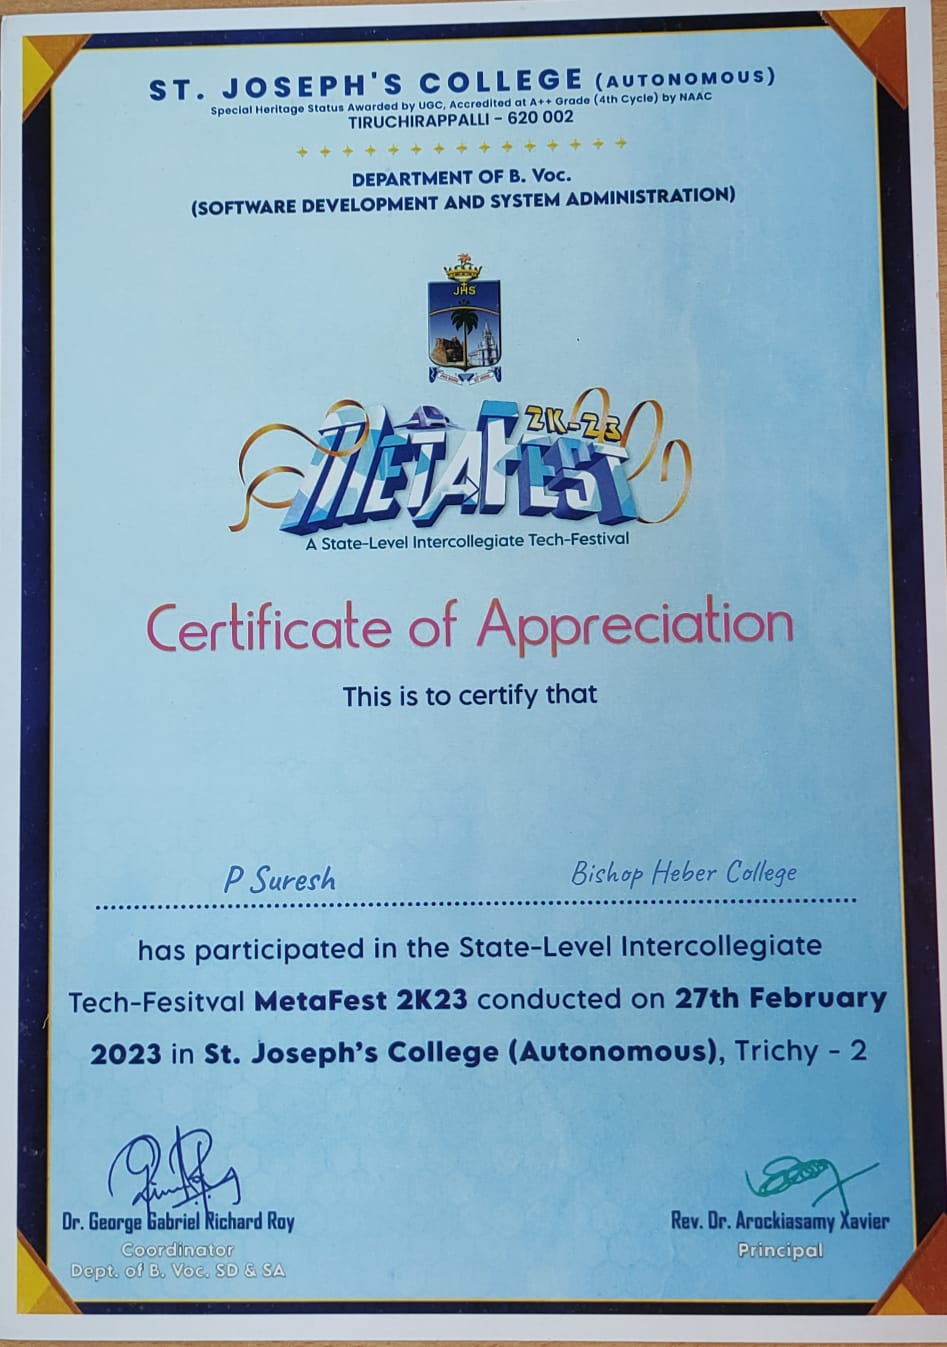 ST. JOSEPH'S COLLEGE (AUTONOMOUS)
Special Heritage Status Awarded by UGC, Accredited at A++ Grade (4th Cycle) by NAAC
TIRUCHIRAPPALLI - 620 002
DEPARTMENT OF B. Voc.
(SOFTWARE DEVELOPMENT AND SYSTEM ADMINISTRATION)
JHS
METAFEST 2K-23
A State-Level Intercollegiate Tech-Festival
Certificate of Appreciation
This is to certify that
P Suresh Bishop Heber College
has participated in the State-Level Intercollegiate
Tech-Fesitval MetaFest 2K23 conducted on 27th February
2023 in St. Joseph's College (Autonomous), Trichy - 2
Dr. George Gabriel Richard Roy
Coordinator
Dept. of B. Voc. SD & SA
Rev. Dr. Arockiasamy Xavier
Principal